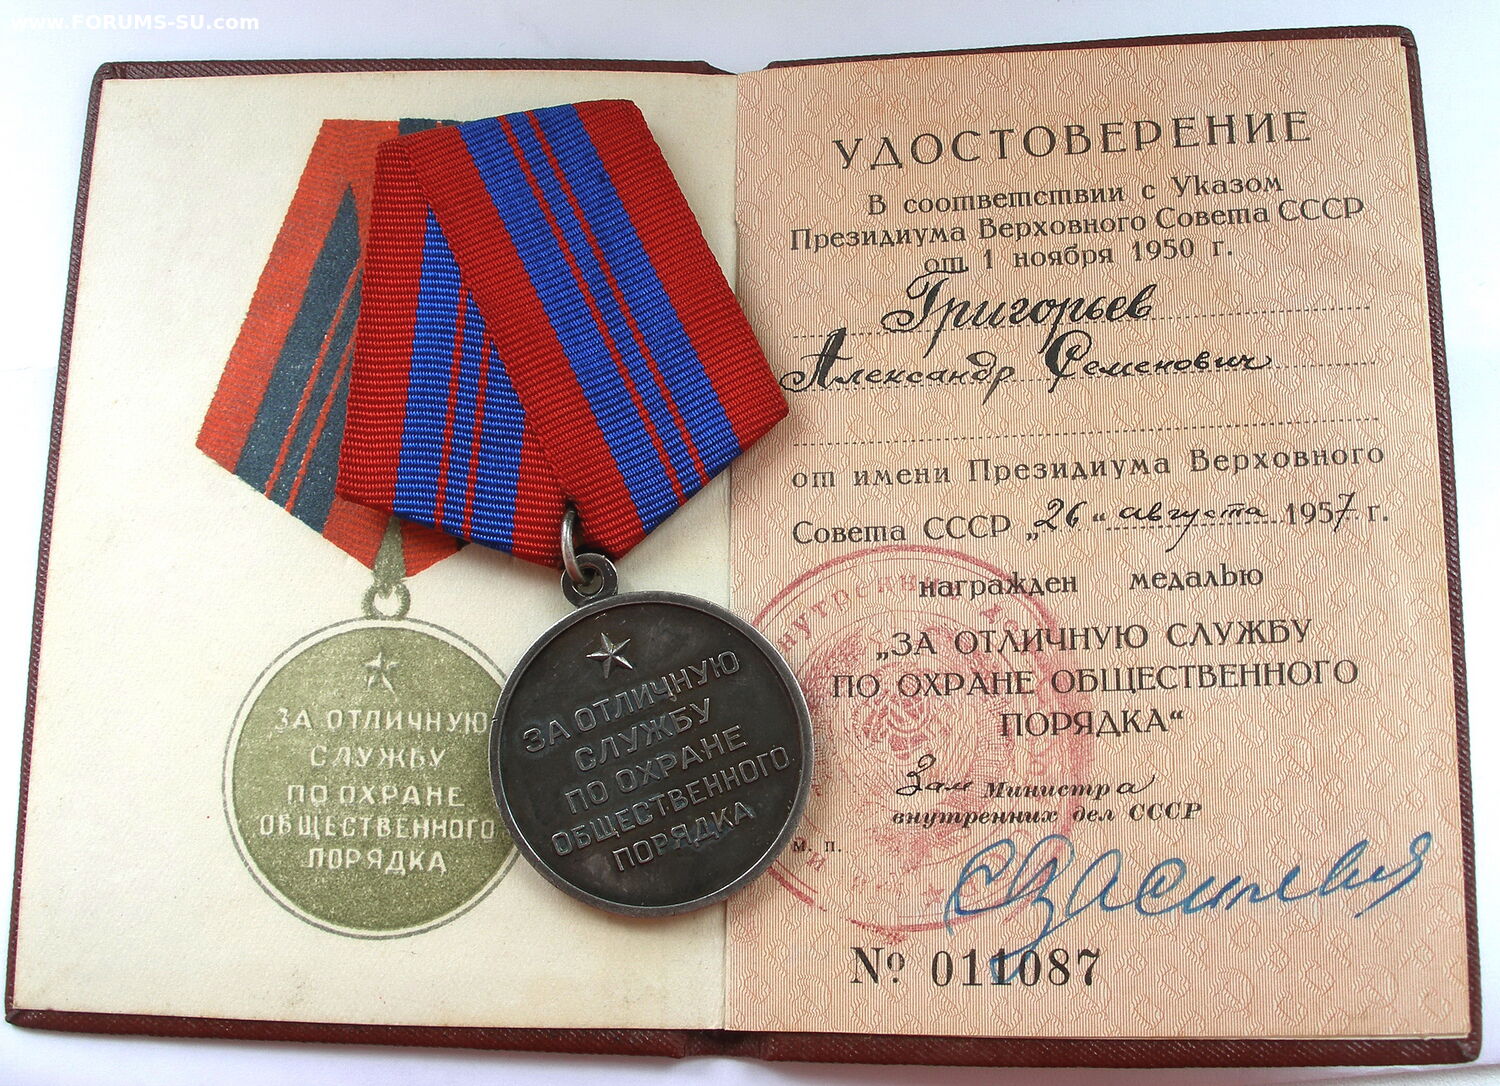 www.FORUMS-SU.com
ЗА ОТЛИЧНУЮ
СЛУЖБУ
ПО ОХРАНЕ
ОБЩЕСТВЕННОГО
ПОРЯДКА
ЗА ОТЛИЧНУЮ
СЛУЖБУ
ПО ОХРАНЕ
ОБЩЕСТВЕННОГО
ПОРЯДКА
УДОСТОВЕРЕНИЕ
В соответствии с Указом
Президиума Верховного Совета СССР
от 1 ноября 1950 г.
Григорьев
Александр Семенович
от имени Президиума Верховного
Совета СССР „26“ августа 1957 г.
награжден медалью
„ЗА ОТЛИЧНУЮ СЛУЖБУ
ПО ОХРАНЕ ОБЩЕСТВЕННОГО
ПОРЯДКА“
Зам Министра
внутренних дел СССР
м. п.
№ 011087